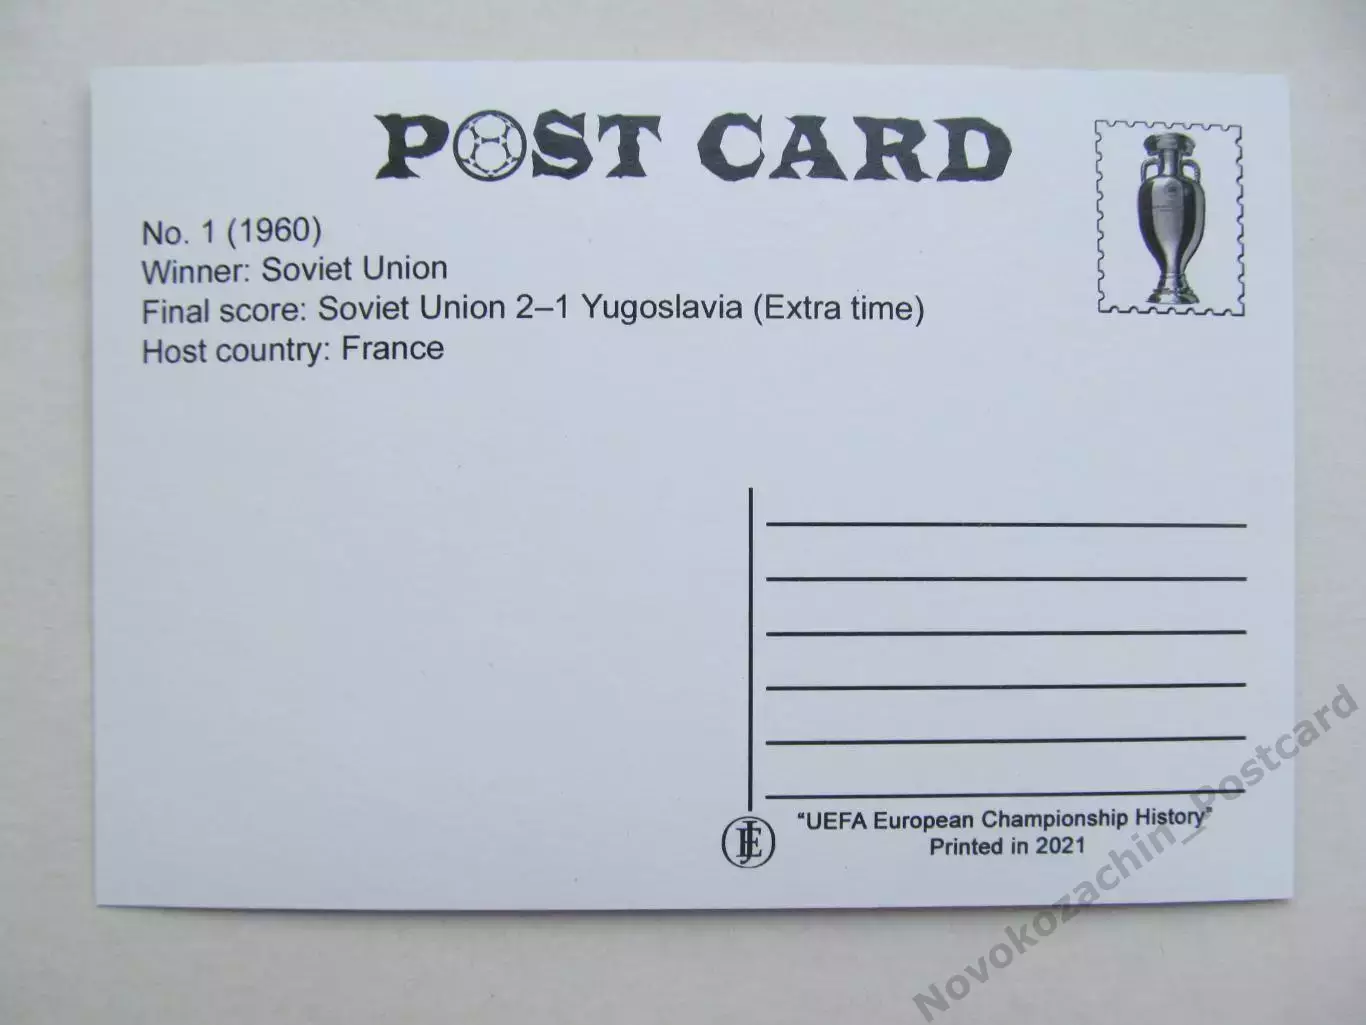 POST CARD
No. 1 (1960)
Winner: Soviet Union
Final score: Soviet Union 2–1 Yugoslavia (Extra time)
Host country: France
“UEFA European Championship History”
Printed in 2021
Novokozachin_Postcard